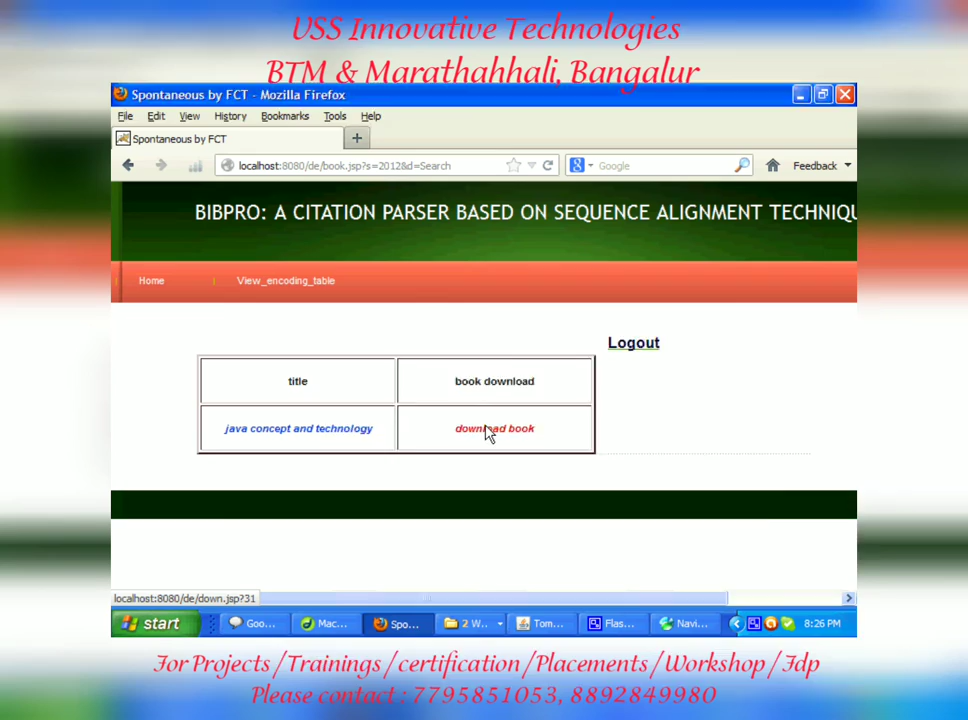 USS Innovative Technologies
BTM & Marathahhali, Bangalur
Spontaneous by FCT - Mozilla Firefox
File Edit View History Bookmarks Tools Help
Spontaneous by FCT
localhost:8080/de/book.jsp?s=2012&d=Search
Google
Feedback
BIBPRO: A CITATION PARSER BASED ON SEQUENCE ALIGNMENT TECHNIQU
Home | View_encoding_table
Logout
title book download
java concept and technology download book
localhost:8080/de/down.jsp?31
start Goo... Mac... Spo... 2 W... Tom... Flas... Navi... 8:26 PM
For Projects /Trainings /certification /Placements /Workshop /Fdp
Please contact : 7795851053, 8892849980